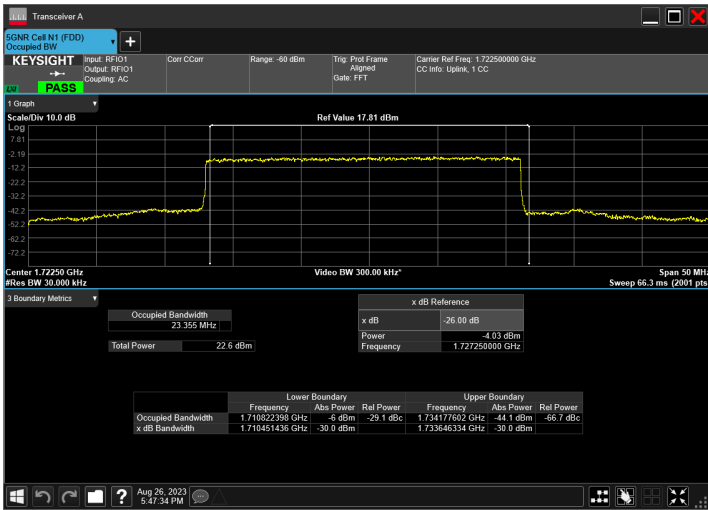 Transceiver A
5GNR Cell N1 (FDD)
Occupied BW
KEYSIGHT
LXI
PASS
Input: RFIO1
Output: RFIO1
Coupling: AC
Corr CCorr
Range: -60 dBm
Trig: Prot Frame
Aligned
Gate: FFT
Carrier Ref Freq: 1.722500000 GHz
CC Info: Uplink, 1 CC
1 Graph
Scale/Div 10.0 dB
Ref Value 17.81 dBm
Log
7.81
-2.19
-12.2
-22.2
-32.2
-42.2
-52.2
-62.2
-72.2
Center 1.72250 GHz
Video BW 300.00 kHz*
Span 50 MHz
#Res BW 30.000 kHz
Sweep 66.3 ms (2001 pts
3 Boundary Metrics
Occupied Bandwidth
23.355 MHz
Total Power 22.6 dBm
x dB Reference
x dB -26.00 dB
Power -4.03 dBm
Frequency 1.727250000 GHz
Lower Boundary Upper Boundary
Frequency Abs Power Rel Power Frequency Abs Power Rel Power
Occupied Bandwidth 1.710822398 GHz -6 dBm -29.1 dBc 1.734177602 GHz -44.1 dBm -66.7 dBc
x dB Bandwidth 1.710451436 GHz -30.0 dBm 1.733646334 GHz -30.0 dBm
?
Aug 26, 2023
5:47:34 PM